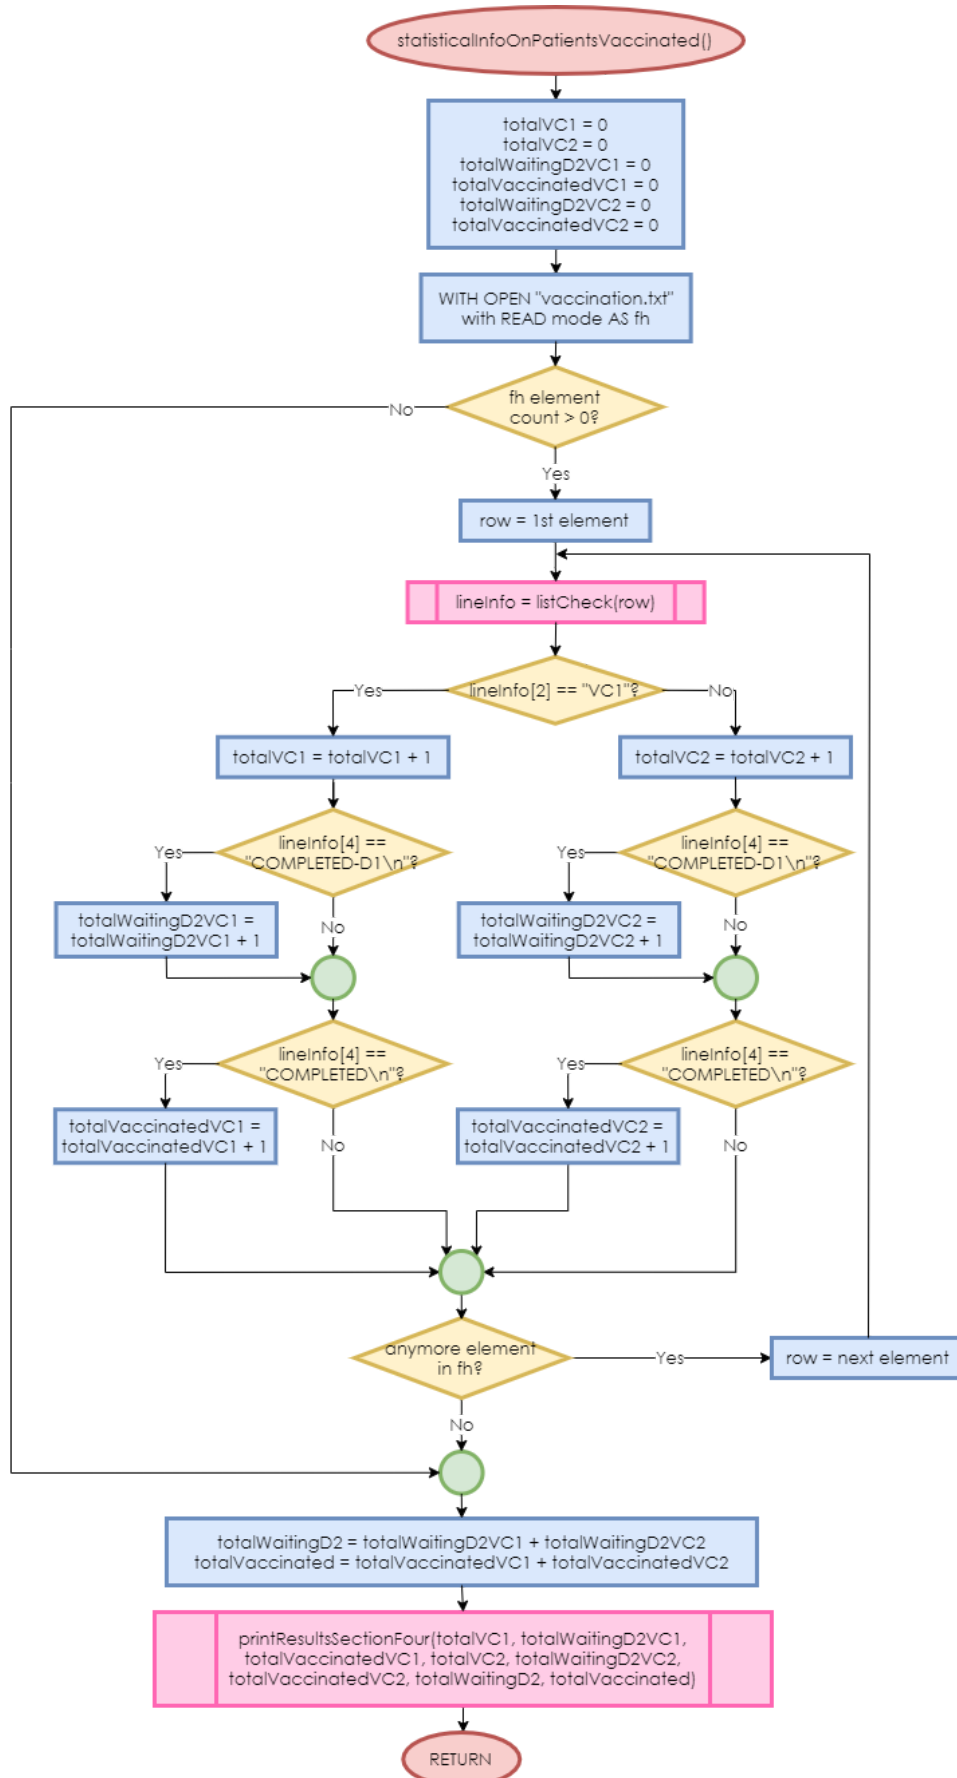 statisticalInfoOnPatientsVaccinated()
totalVC1 = 0
totalVC2 = 0
totalWaitingD2VC1 = 0
totalVaccinatedVC1 = 0
totalWaitingD2VC2 = 0
totalVaccinatedVC2 = 0
WITH OPEN "vaccination.txt"
with READ mode AS fh
fh element
count > 0?
No
Yes
row = 1st element
lineInfo = listCheck(row)
lineInfo[2] == "VC1"?
Yes
No
totalVC1 = totalVC1 + 1
totalVC2 = totalVC2 + 1
lineInfo[4] ==
"COMPLETED-D1\n"?
Yes
No
totalWaitingD2VC1 =
totalWaitingD2VC1 + 1
lineInfo[4] ==
"COMPLETED-D1\n"?
Yes
No
totalWaitingD2VC2 =
totalWaitingD2VC2 + 1
lineInfo[4] ==
"COMPLETED\n"?
Yes
No
totalVaccinatedVC1 =
totalVaccinatedVC1 + 1
lineInfo[4] ==
"COMPLETED\n"?
Yes
No
totalVaccinatedVC2 =
totalVaccinatedVC2 + 1
anymore element
in fh?
Yes
row = next element
No
totalWaitingD2 = totalWaitingD2VC1 + totalWaitingD2VC2
totalVaccinated = totalVaccinatedVC1 + totalVaccinatedVC2
printResultsSectionFour(totalVC1, totalWaitingD2VC1,
totalVaccinatedVC1, totalVC2, totalWaitingD2VC2,
totalVaccinatedVC2, totalWaitingD2, totalVaccinated)
RETURN